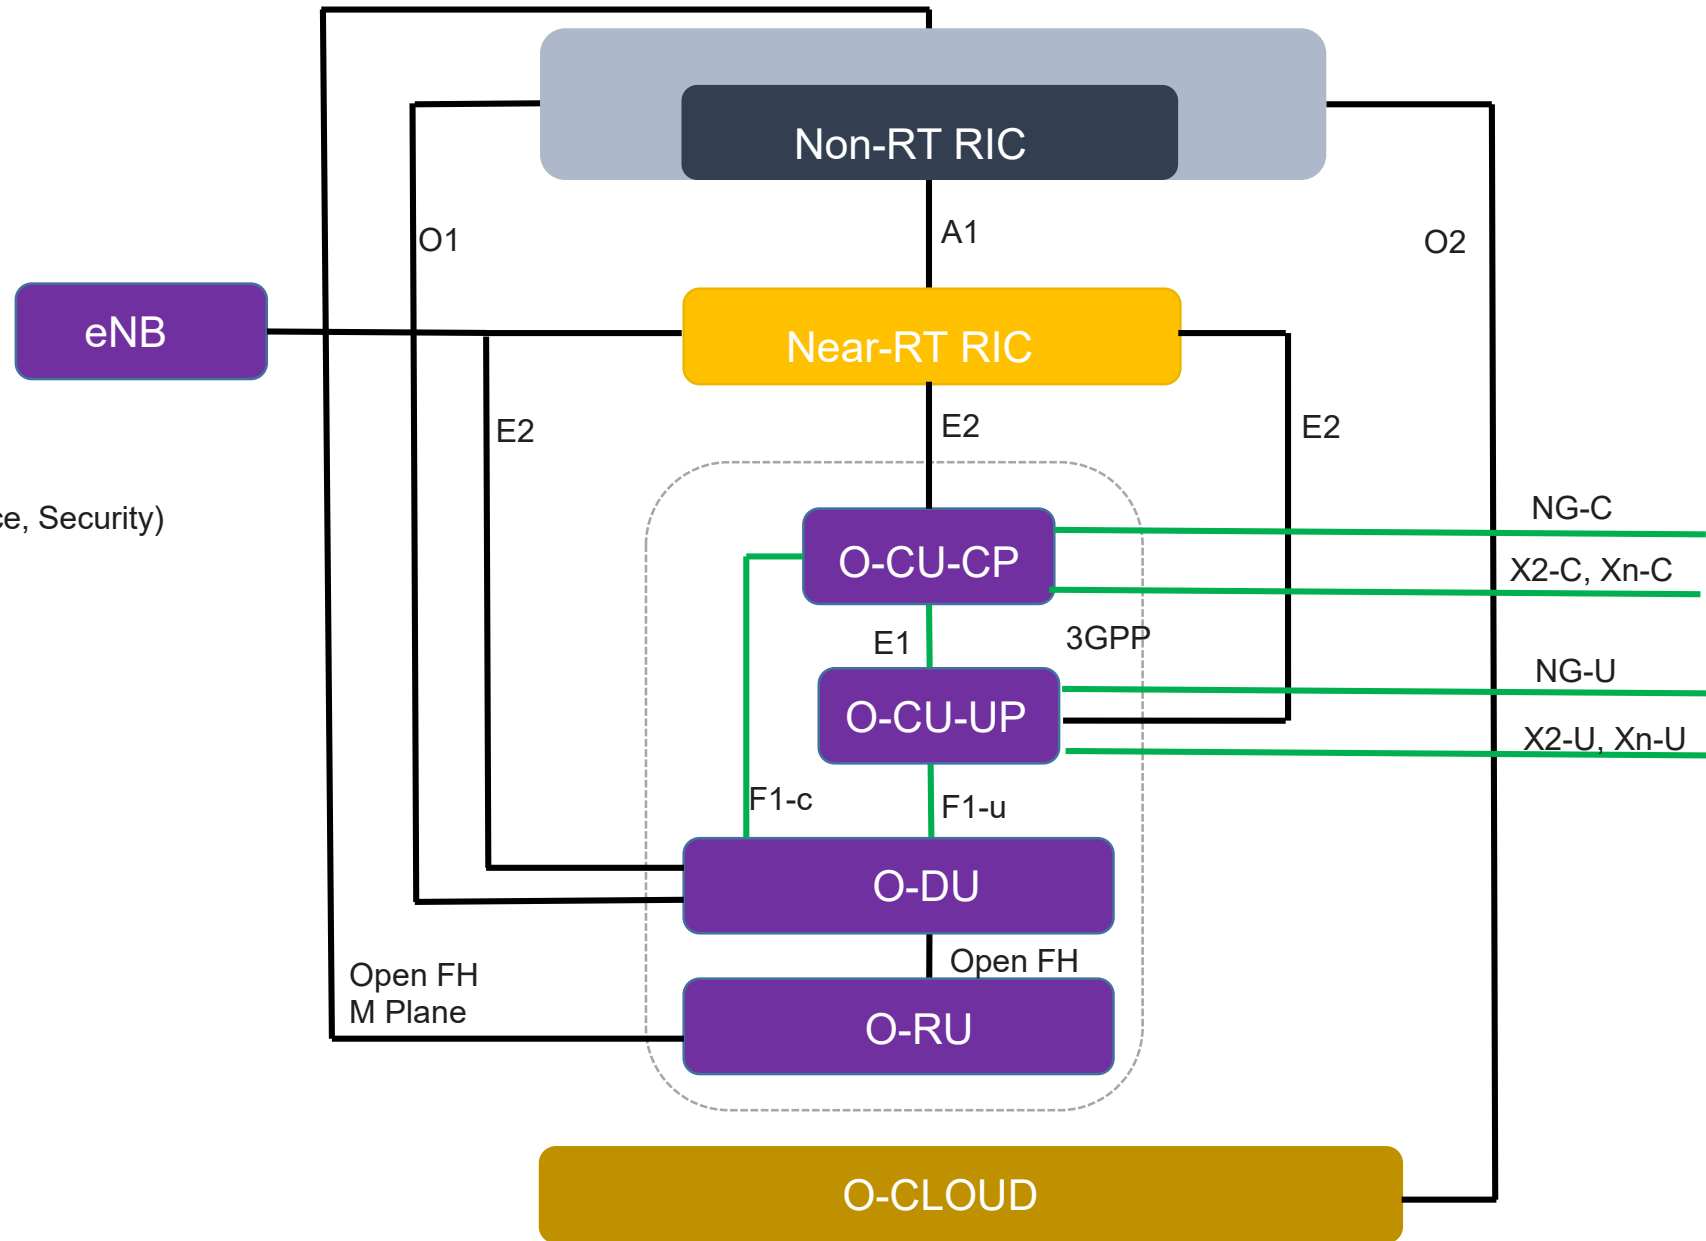 Non-RT RIC
O1
A1
O2
eNB
Near-RT RIC
E2
E2
E2
, Security)
NG-C
O-CU-CP
X2-C, Xn-C
E1
3GPP
NG-U
O-CU-UP
X2-U, Xn-U
F1-c
F1-u
O-DU
Open FH
Open FH
M Plane
O-RU
O-CLOUD